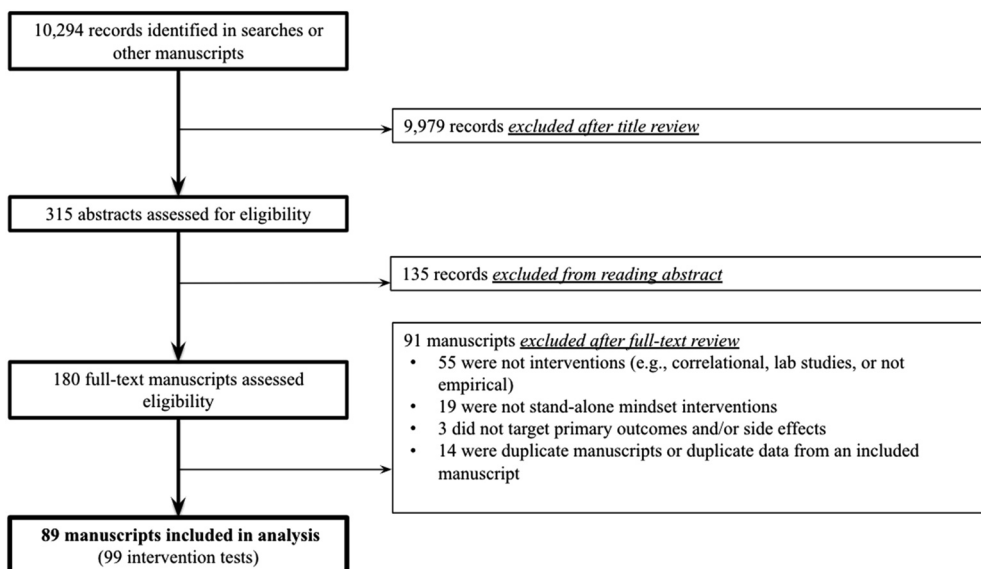 10,294 records identified in searches or
other manuscripts
9,979 records excluded after title review
315 abstracts assessed for eligibility
135 records excluded from reading abstract
91 manuscripts excluded after full-text review
• 55 were not interventions (e.g., correlational, lab studies, or not
empirical)
• 19 were not stand-alone mindset interventions
• 3 did not target primary outcomes and/or side effects
• 14 were duplicate manuscripts or duplicate data from an included
manuscript
180 full-text manuscripts assessed
eligibility
89 manuscripts included in analysis
(99 intervention tests)